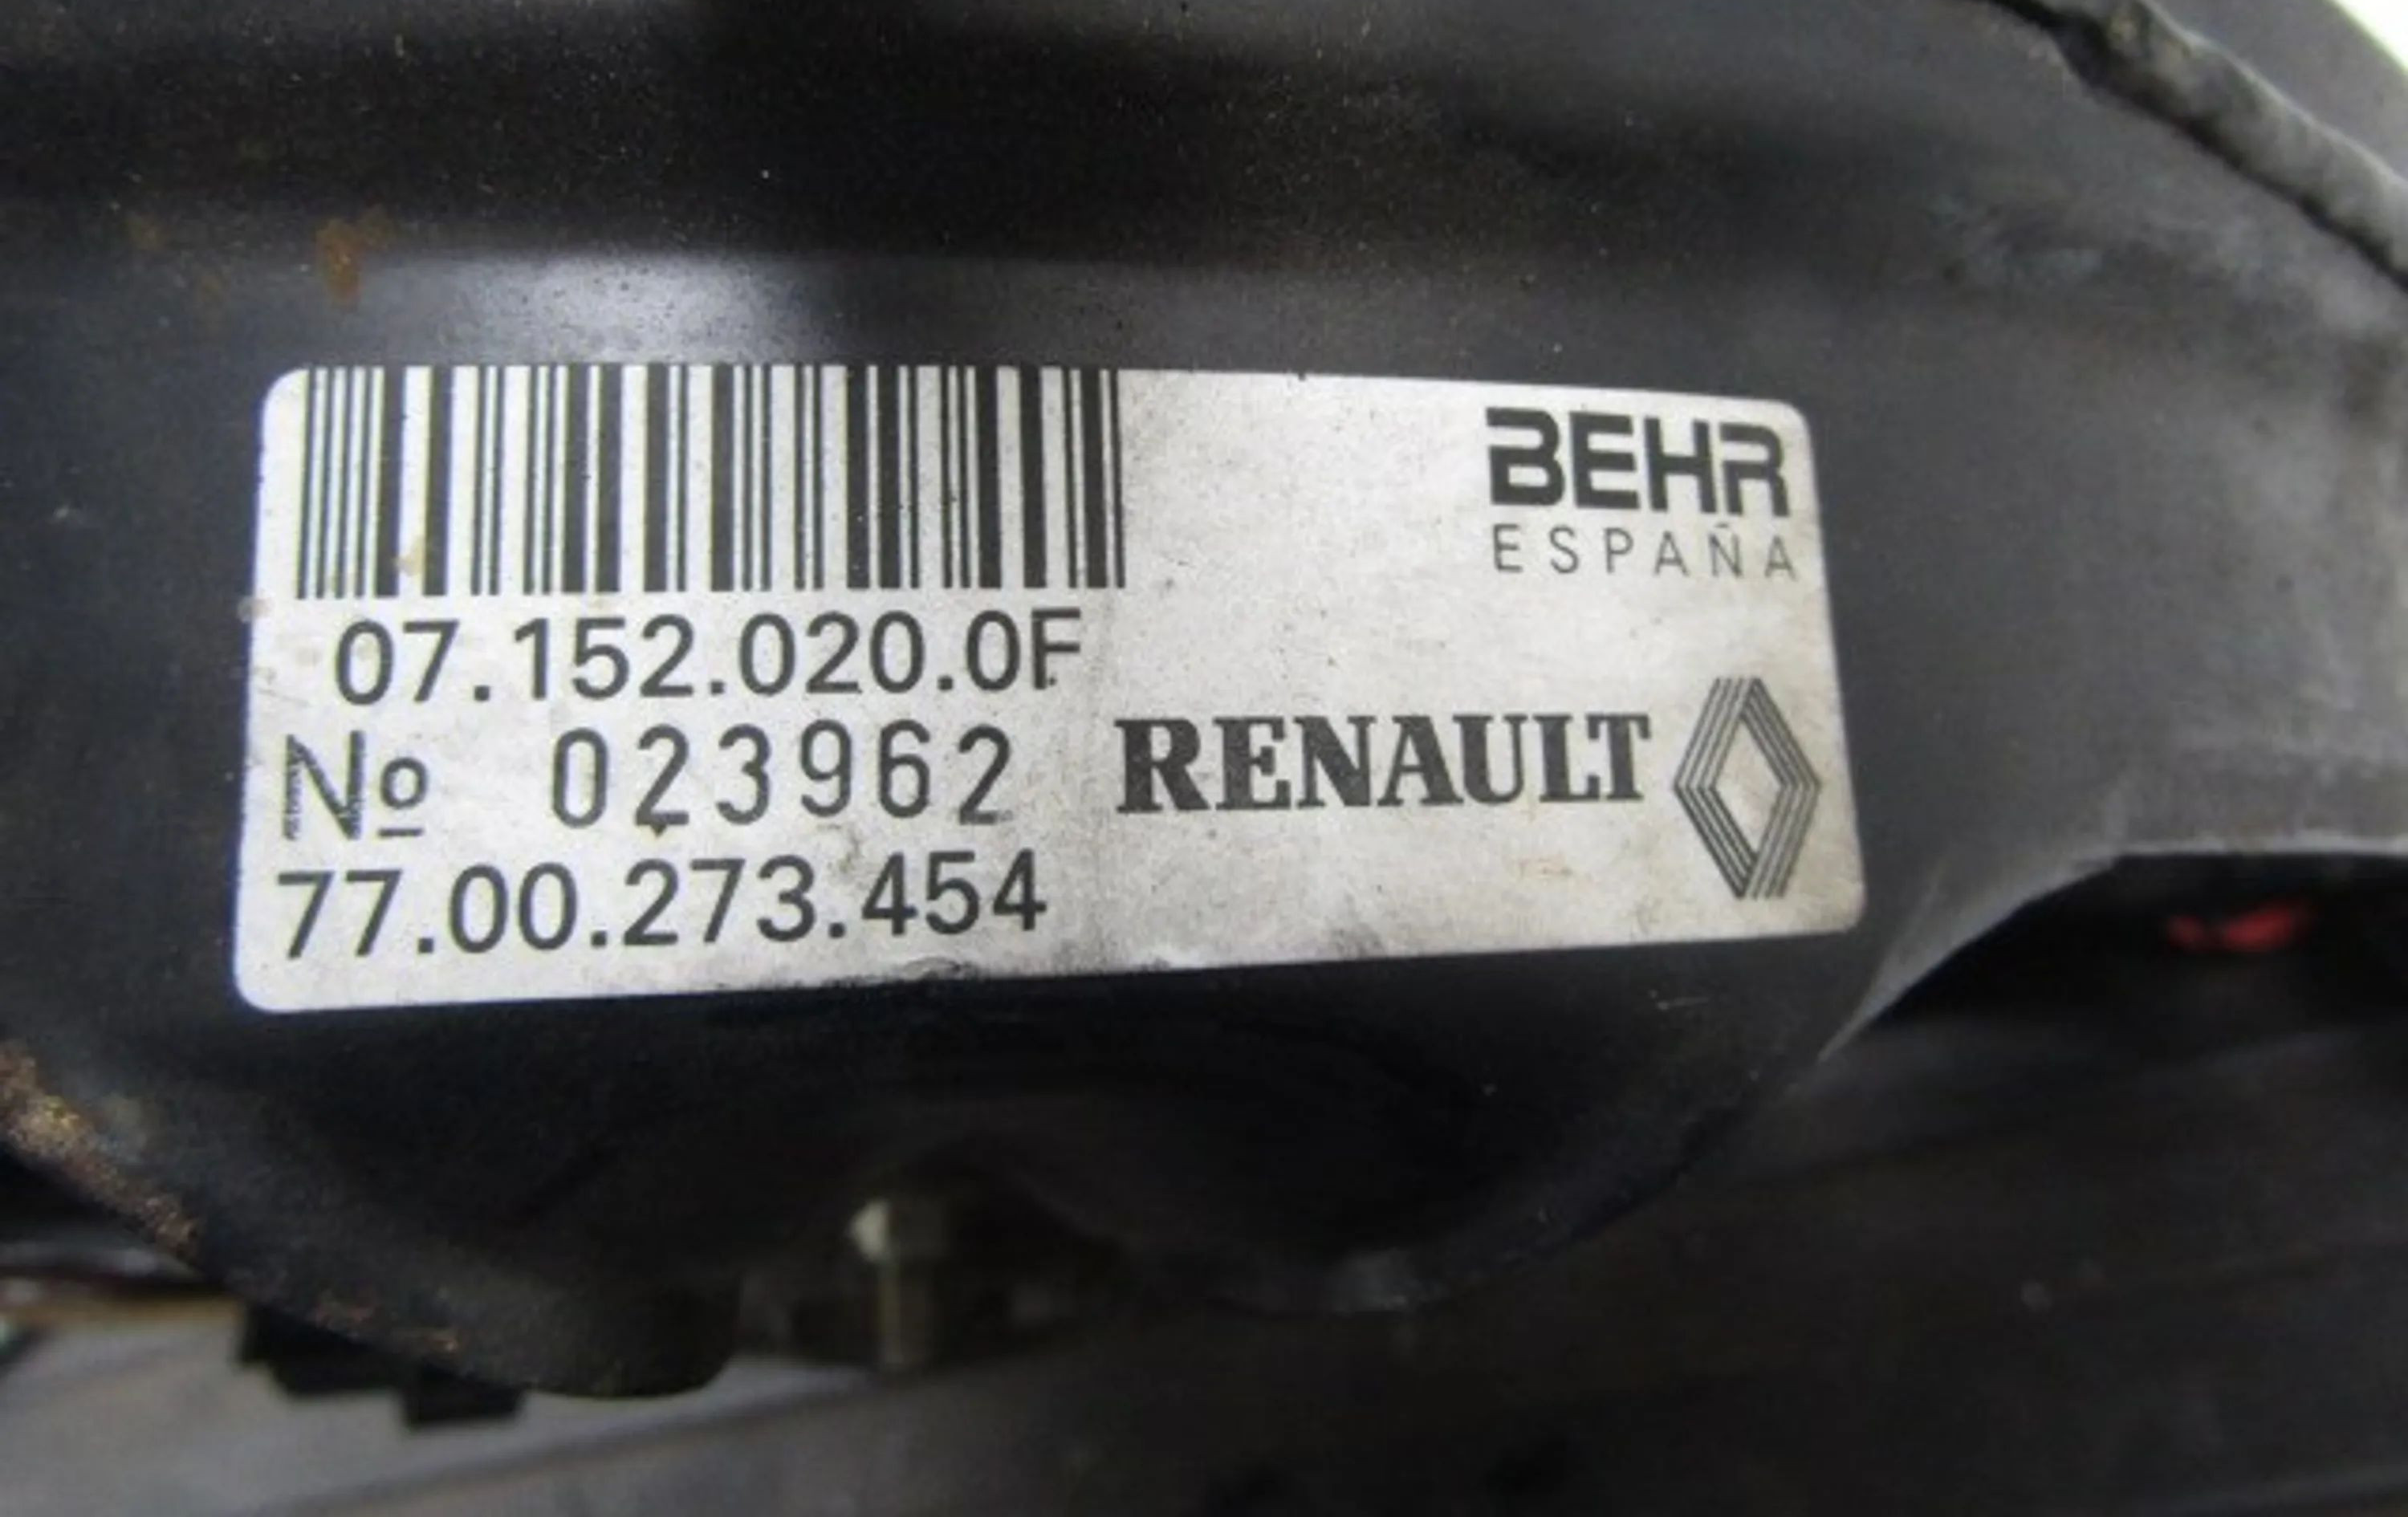 BEHR
ESPAÑA
07.152.020.0F
Nº 023962
RENAULT
77.00.273.454